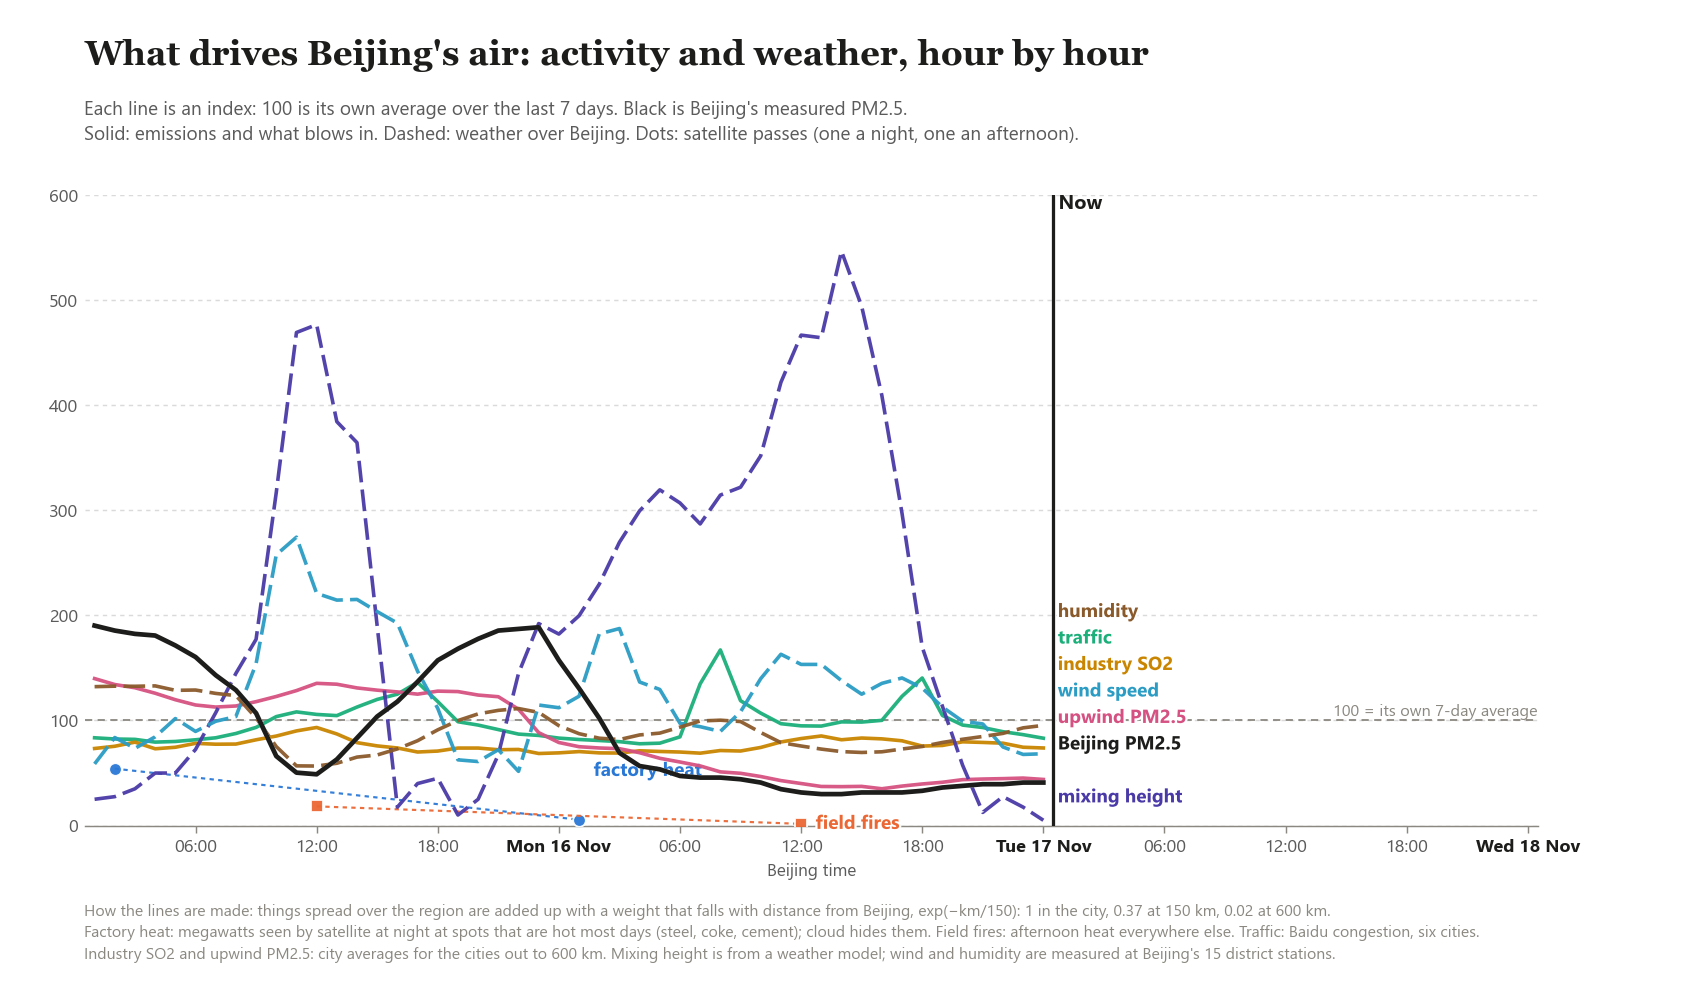 What drives Beijing's air: activity and weather, hour by hour
Each line is an index: 100 is its own average over the last 7 days. Black is Beijing's measured PM2.5.
Solid: emissions and what blows in. Dashed: weather over Beijing. Dots: satellite passes (one a night, one an afternoon).
600
Now
500
400
300
200
humidity
traffic
industry SO2
wind speed
100
upwind PM2.5
100 = its own 7-day average
Beijing PM2.5
factory heat
mixing height
0
field fires
06:00 12:00 18:00 Mon 16 Nov 06:00 12:00 18:00 Tue 17 Nov 06:00 12:00 18:00 Wed 18 Nov
Beijing time
How the lines are made: things spread over the region are added up with a weight that falls with distance from Beijing, exp(−km/150): 1 in the city, 0.37 at 150 km, 0.02 at 600 km.
Factory heat: megawatts seen by satellite at night at spots that are hot most days (steel, coke, cement); cloud hides them. Field fires: afternoon heat everywhere else. Traffic: Baidu congestion, six cities.
Industry SO2 and upwind PM2.5: city averages for the cities out to 600 km. Mixing height is from a weather model; wind and humidity are measured at Beijing's 15 district stations.